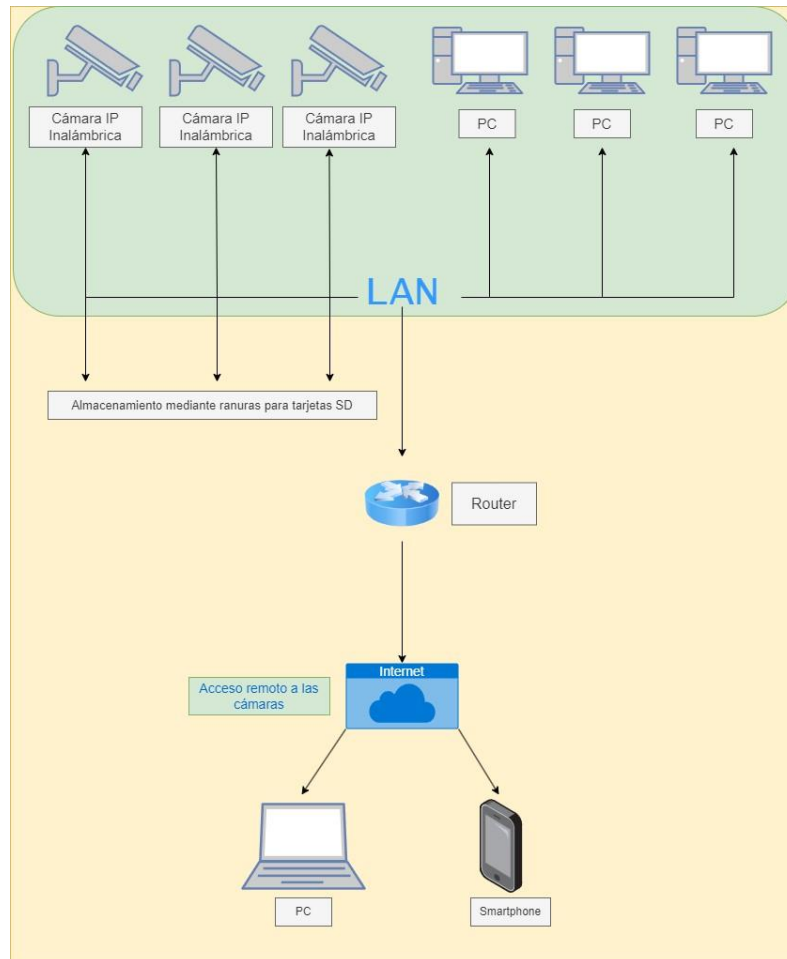 Cámara IP
Inalámbrica
Cámara IP
Inalámbrica
Cámara IP
Inalámbrica
PC
PC
PC
LAN
Almacenamiento mediante ranuras para tarjetas SD
Router
Internet
Acceso remoto a las
cámaras
PC
Smartphone